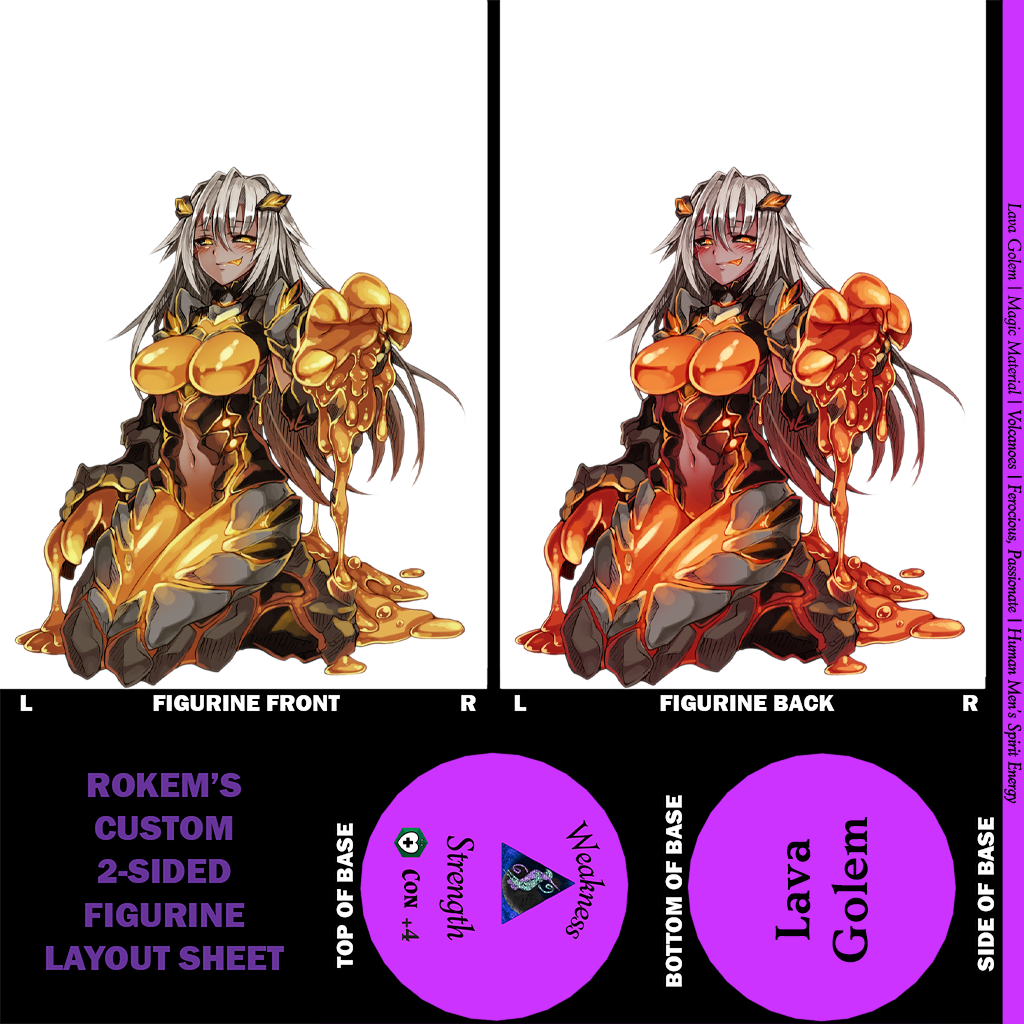 L
FIGURINE FRONT
R
L
FIGURINE BACK
R
Lava Golem | Magic Material | Volcanoes | Ferocious, Passionate | Human Men's Spirit Energy
ROKEM'S
CUSTOM
2-SIDED
FIGURINE
LAYOUT SHEET
TOP OF BASE
Weakness
Strength
CON +4
BOTTOM OF BASE
Lava
Golem
SIDE OF BASE